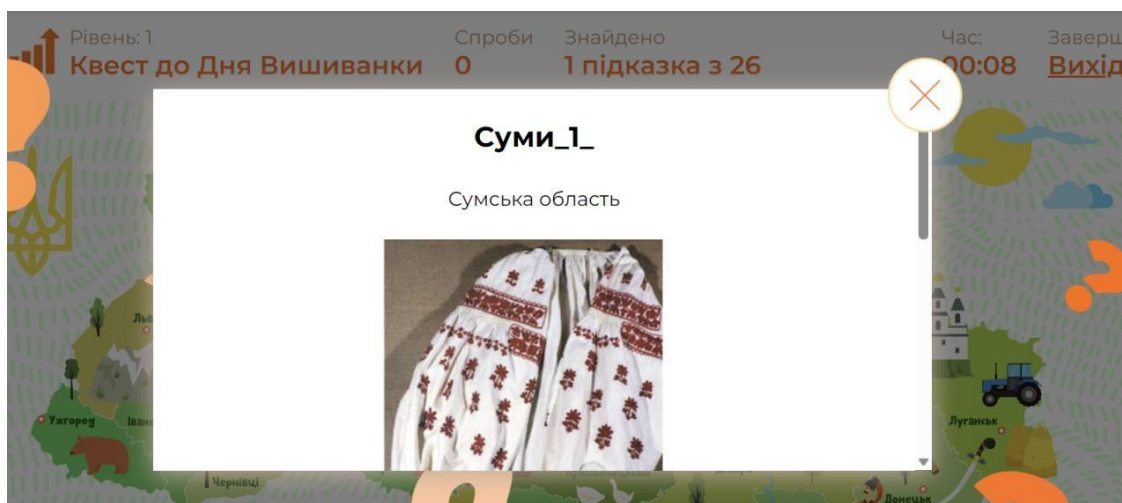 Рівень: 1
Квест до Дня Вишиванки
Спроби
0
Знайдено
1 підказка з 26
Час:
00:08
Вихід
Суми_1_
Сумська область
Ужгород
Чернівці
Луганськ
Донецьк